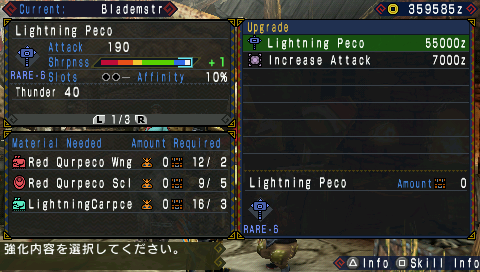 Current: Blademstr
359585z
Lightning Peco
Attack 190
Shrpnss +1
RARE-6 Slots Affinity 10%
Thunder 40
L 1/3 R
Material Needed Amount Required
Red Qurpeco Wng 0 12/ 2
Red Qurpeco Scl 0 9/ 5
LightningCarpce 0 16/ 3
Upgrade
Lightning Peco 55000z
Increase Attack 7000z
Lightning Peco Amount 0
RARE-6
強化内容を選択してください。
Info Skill Info